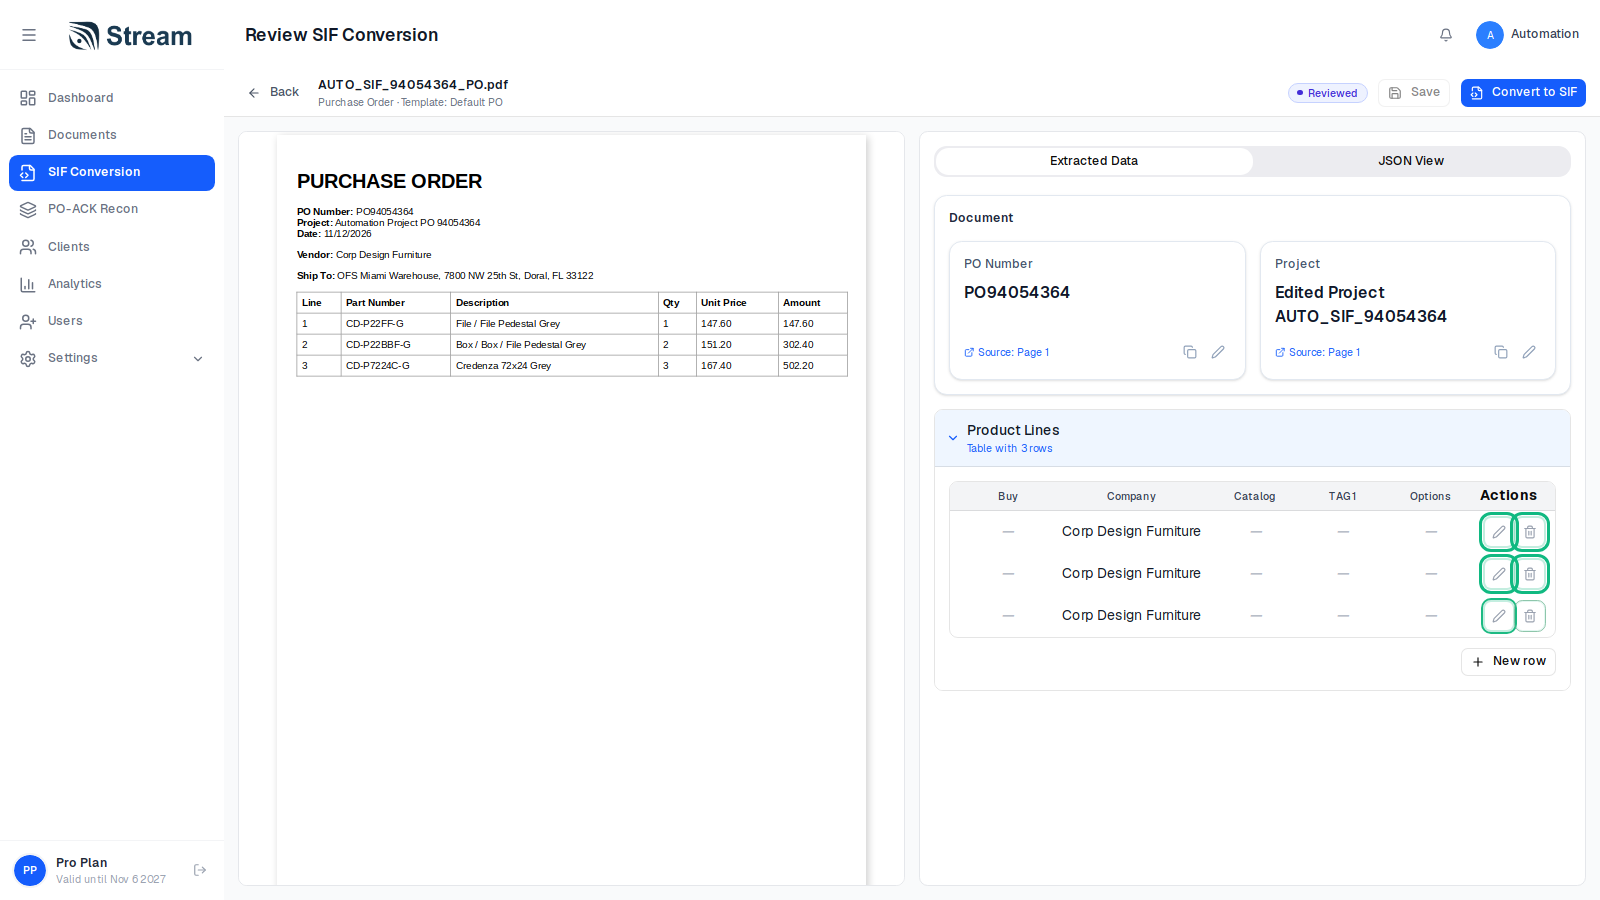 Stream
Review SIF Conversion
A
Automation
Dashboard
Documents
SIF Conversion
PO-ACK Recon
Clients
Analytics
Users
Settings
PP
Pro Plan
Valid until Nov 6 2027
Back
AUTO_SIF_94054364_PO.pdf
Purchase Order · Template: Default PO
Reviewed
Save
Convert to SIF
PURCHASE ORDER
PO Number: PO94054364
Project: Automation Project PO 94054364
Date: 11/12/2026
Vendor: Corp Design Furniture
Ship To: OFS Miami Warehouse, 7800 NW 25th St, Doral, FL 33122
Line Part Number Description Qty Unit Price Amount
1 CD-P22FF-G File / File Pedestal Grey 1 147.60 147.60
2 CD-P22BBF-G Box / Box / File Pedestal Grey 2 151.20 302.40
3 CD-P7224C-G Credenza 72x24 Grey 3 167.40 502.20
Extracted Data
JSON View
Document
PO Number
PO94054364
Source: Page 1
Project
Edited Project
AUTO_SIF_94054364
Source: Page 1
Product Lines
Table with 3 rows
Buy Company Catalog TAG1 Options Actions
— Corp Design Furniture — — —
— Corp Design Furniture — — —
— Corp Design Furniture — — —
New row